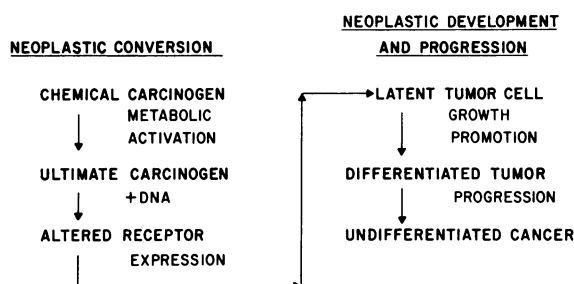 NEOPLASTIC CONVERSION
CHEMICAL CARCINOGEN
METABOLIC
ACTIVATION
ULTIMATE CARCINOGEN
+DNA
ALTERED RECEPTOR
EXPRESSION
NEOPLASTIC DEVELOPMENT
AND PROGRESSION
LATENT TUMOR CELL
GROWTH
PROMOTION
DIFFERENTIATED TUMOR
PROGRESSION
UNDIFFERENTIATED CANCER